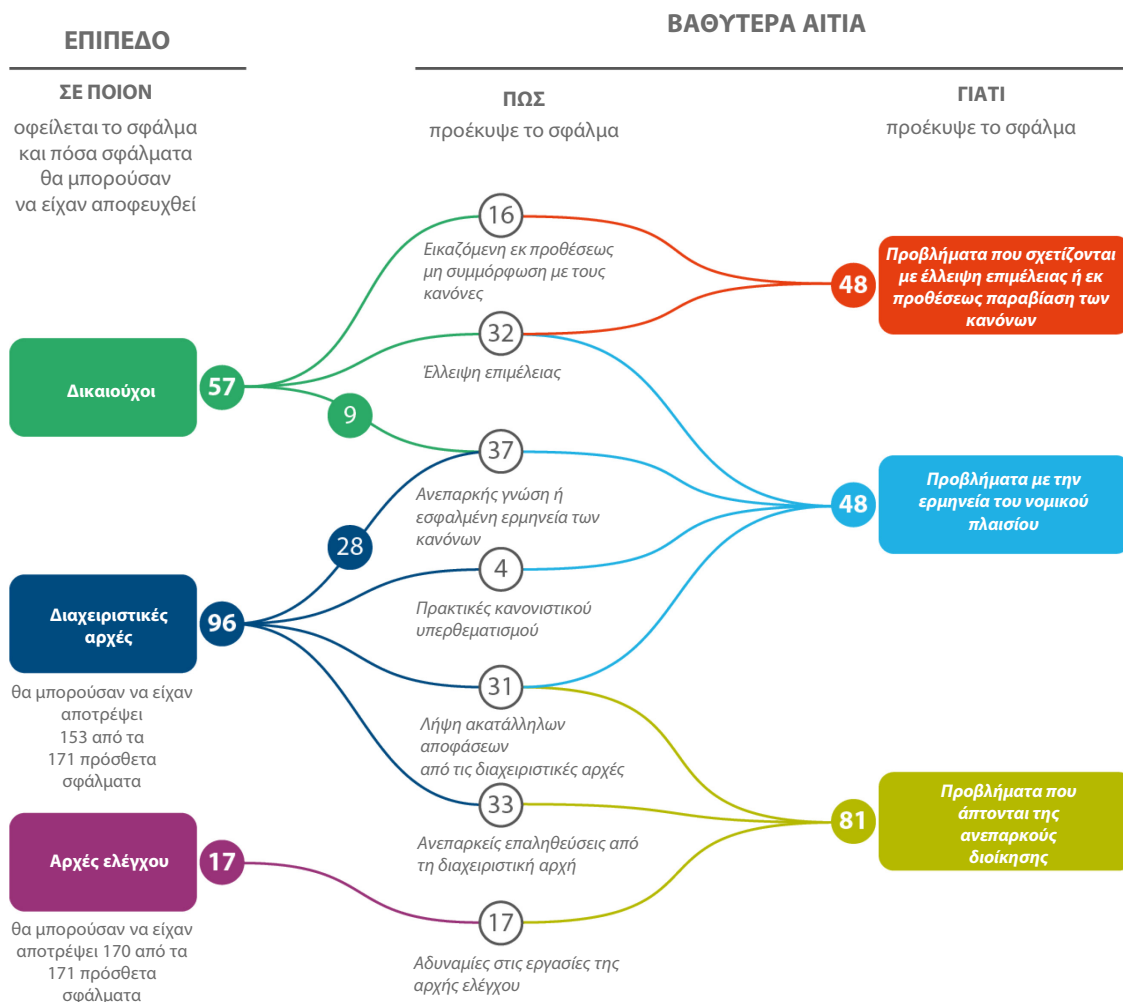 ΕΠΙΠΕΔΟ
ΒΑΘΥΤΕΡΑ ΑΙΤΙΑ
ΣΕ ΠΟΙΟΝ
οφείλεται το σφάλμα
και πόσα σφάλματα
θα μπορούσαν
να είχαν αποφευχθεί
ΠΩΣ
προέκυψε το σφάλμα
ΓΙΑΤΙ
προέκυψε το σφάλμα
Δικαιούχοι
57
9
Διαχειριστικές
αρχές
96
28
θα μπορούσαν να είχαν
αποτρέψει
153 από τα
171 πρόσθετα
σφάλματα
Αρχές ελέγχου
17
θα μπορούσαν να είχαν
αποτρέψει 170 από τα
171 πρόσθετα
σφάλματα
16
Εικαζόμενη εκ προθέσεως
μη συμμόρφωση με τους
κανόνες
32
Έλλειψη επιμέλειας
37
Ανεπαρκής γνώση ή
εσφαλμένη ερμηνεία των
κανόνων
4
Πρακτικές κανονιστικού
υπερθεματισμού
31
Λήψη ακατάλληλων
αποφάσεων
από τις διαχειριστικές αρχές
33
Ανεπαρκείς επαληθεύσεις από
τη διαχειριστική αρχή
17
Αδυναμίες στις εργασίες της
αρχής ελέγχου
48
Προβλήματα που σχετίζονται
με έλλειψη επιμέλειας ή εκ
προθέσεως παραβίαση των
κανόνων
48
Προβλήματα με την
ερμηνεία του νομικού
πλαισίου
81
Προβλήματα που
άπτονται της
ανεπαρκούς
διοίκησης